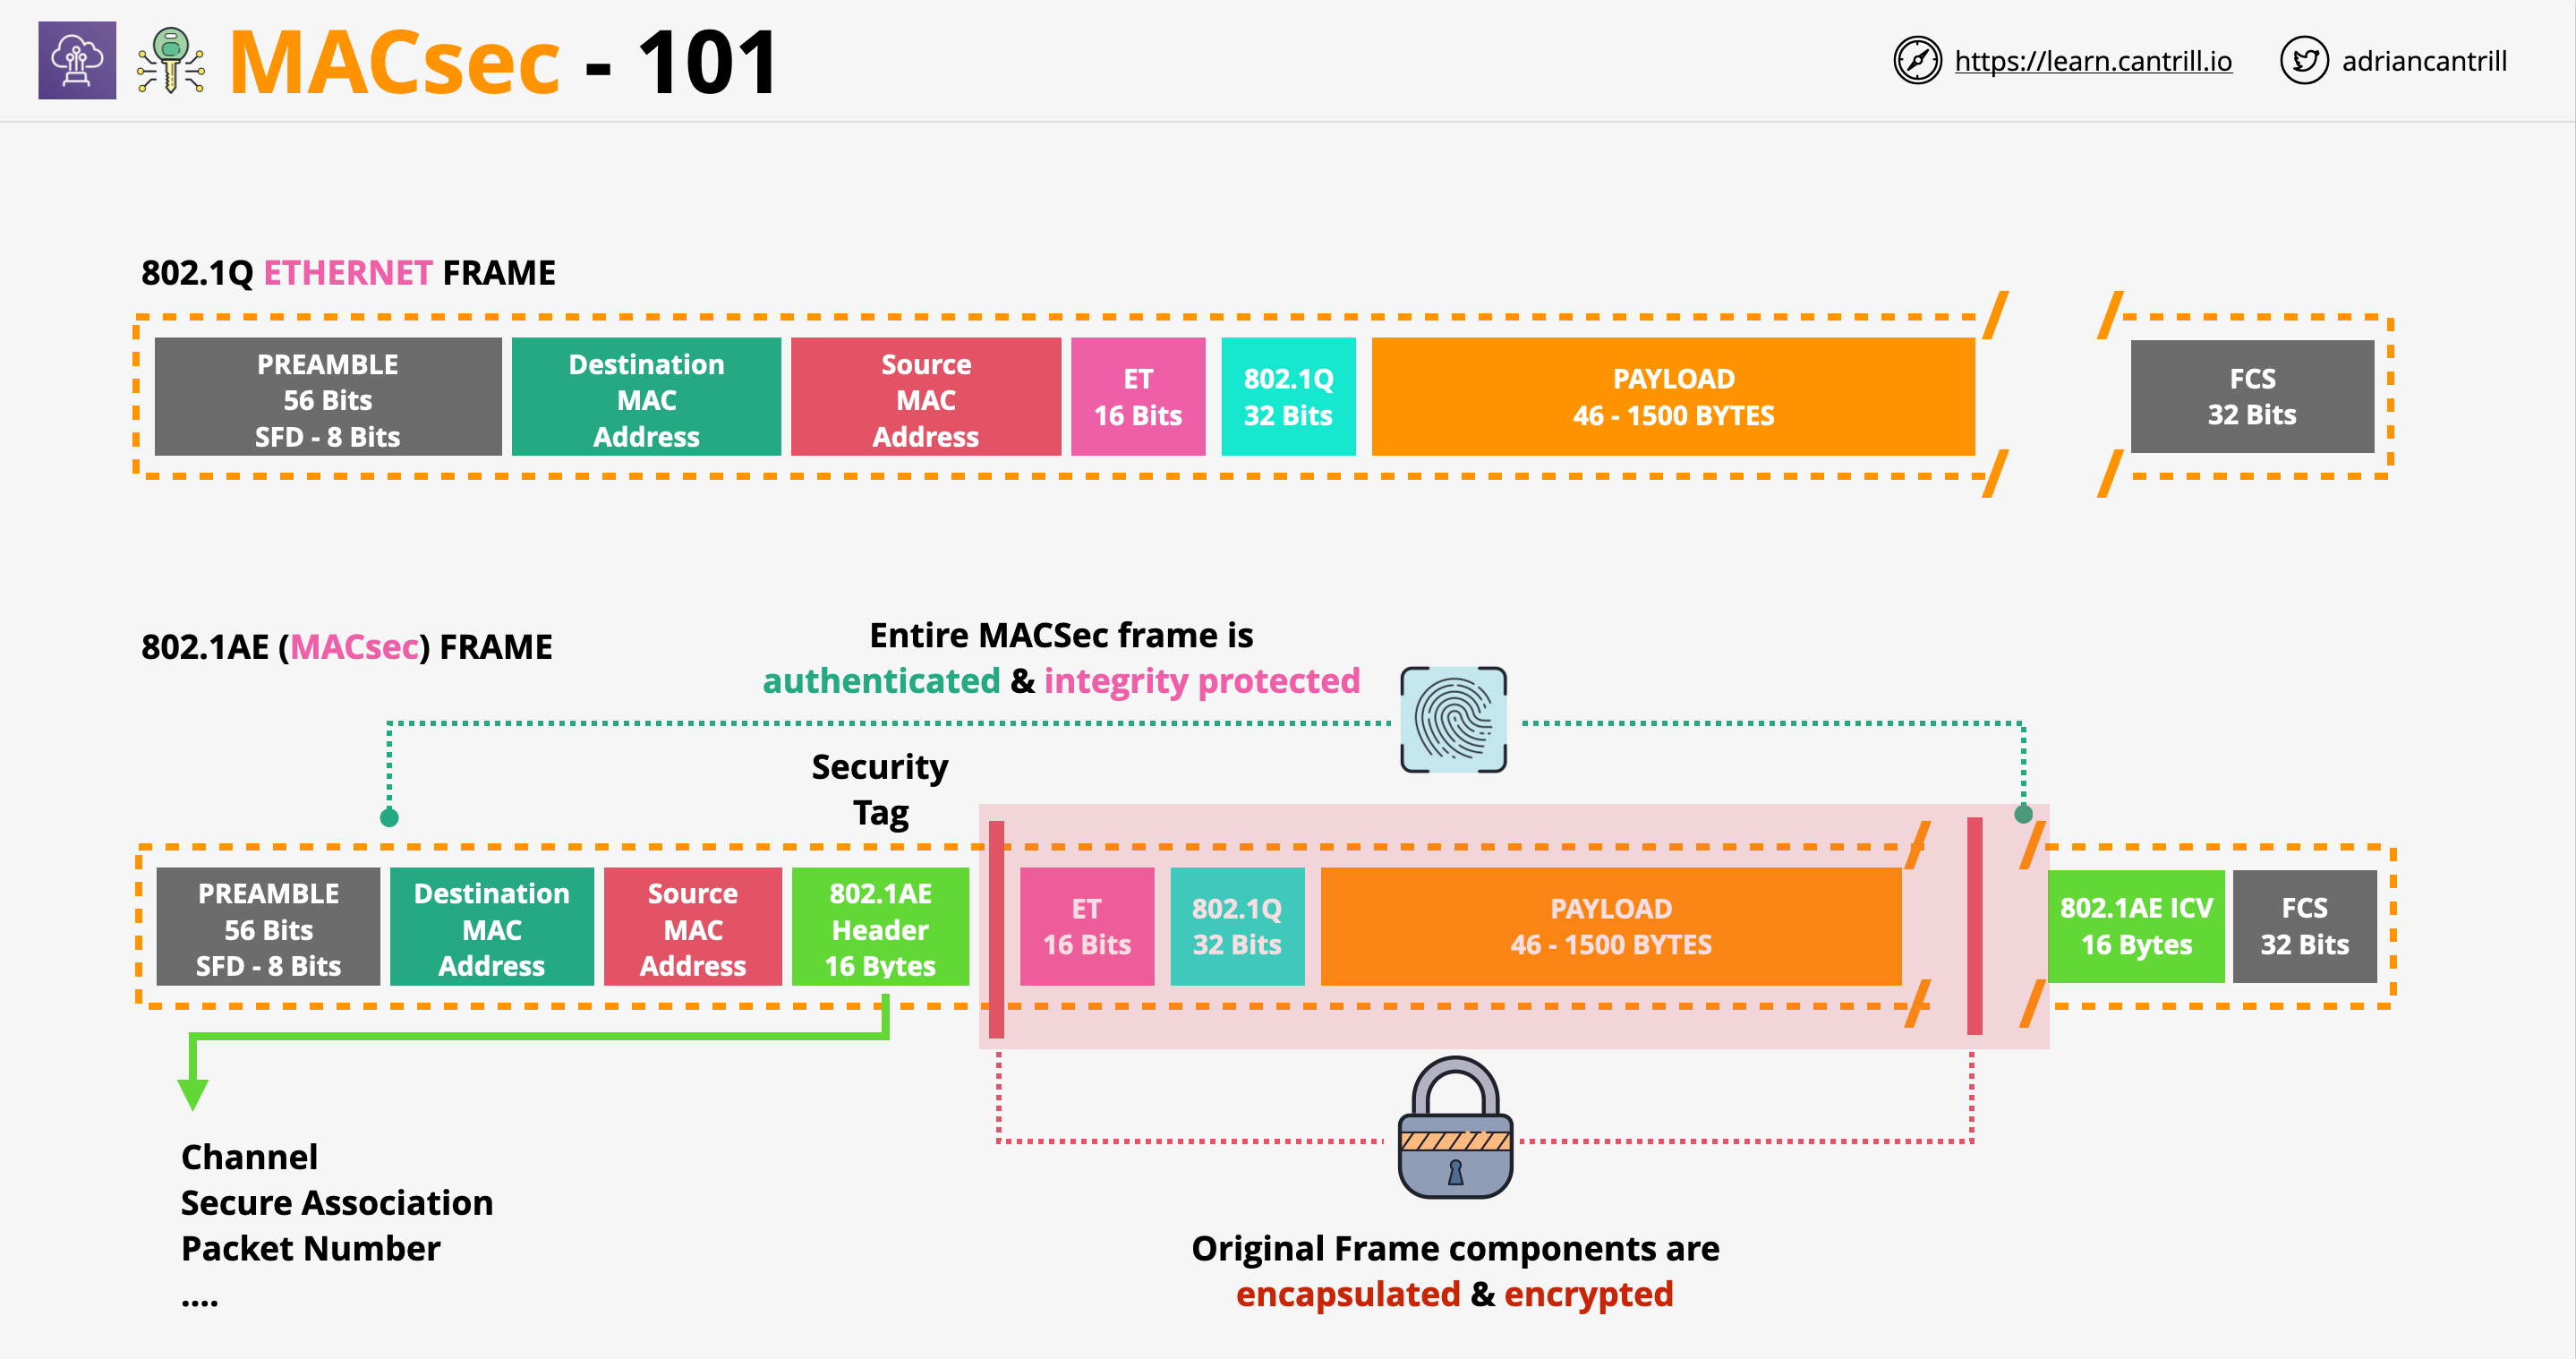 MACsec - 101
https://learn.cantrill.io
adriancantrill
802.1Q ETHERNET FRAME
PREAMBLE
56 Bits
SFD - 8 Bits
Destination
MAC
Address
Source
MAC
Address
ET
16 Bits
802.1Q
32 Bits
PAYLOAD
46 - 1500 BYTES
FCS
32 Bits
802.1AE (MACsec) FRAME
Entire MACSec frame is
authenticated & integrity protected
Security
Tag
PREAMBLE
56 Bits
SFD - 8 Bits
Destination
MAC
Address
Source
MAC
Address
802.1AE
Header
16 Bytes
ET
16 Bits
802.1Q
32 Bits
PAYLOAD
46 - 1500 BYTES
802.1AE ICV
16 Bytes
FCS
32 Bits
Channel
Secure Association
Packet Number
....
Original Frame components are
encapsulated & encrypted